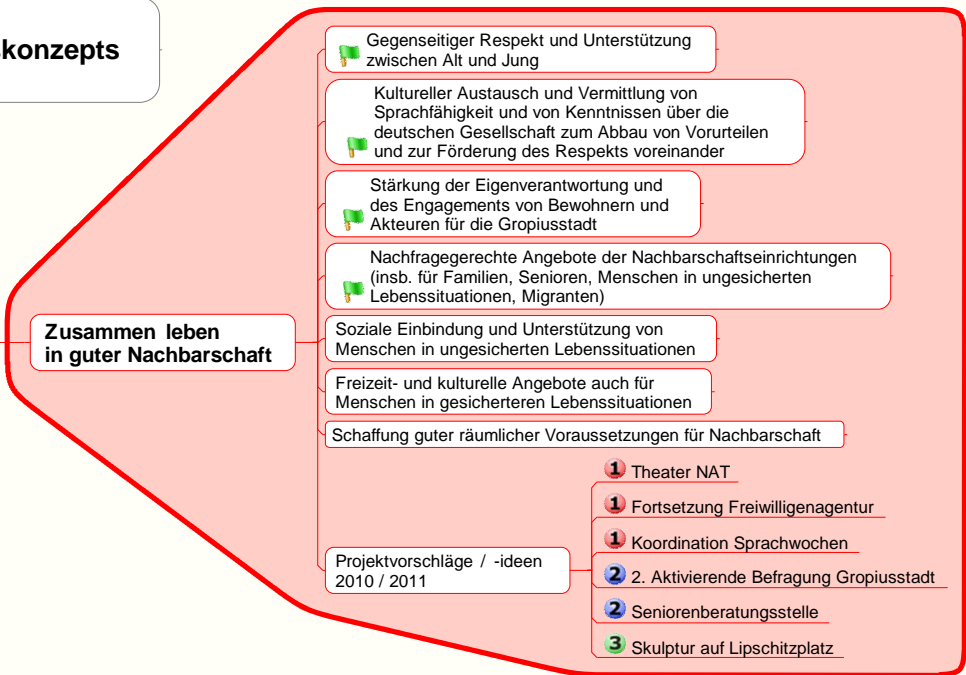 konzepts
Gegenseitiger Respekt und Unterstützung
zwischen Alt und Jung
Kultureller Austausch und Vermittlung von
Sprachfähigkeit und von Kenntnissen über die
deutschen Gesellschaft zum Abbau von Vorurteilen
und zur Förderung des Respekts voreinander
Stärkung der Eigenverantwortung und
des Engagements von Bewohnern und
Akteuren für die Gropiusstadt
Nachfragegerechte Angebote der Nachbarschaftseinrichtungen
(insb. für Familien, Senioren, Menschen in ungesicherten
Lebenssituationen, Migranten)
Zusammen leben
in guter Nachbarschaft
Soziale Einbindung und Unterstützung von
Menschen in ungesicherten Lebenssituationen
Freizeit- und kulturelle Angebote auch für
Menschen in gesicherteren Lebenssituationen
Schaffung guter räumlicher Voraussetzungen für Nachbarschaft
Projektvorschläge / -ideen
2010 / 2011
1 Theater NAT
1 Fortsetzung Freiwilligenagentur
1 Koordination Sprachwochen
2 2. Aktivierende Befragung Gropiusstadt
2 Seniorenberatungsstelle
3 Skulptur auf Lipschitzplatz